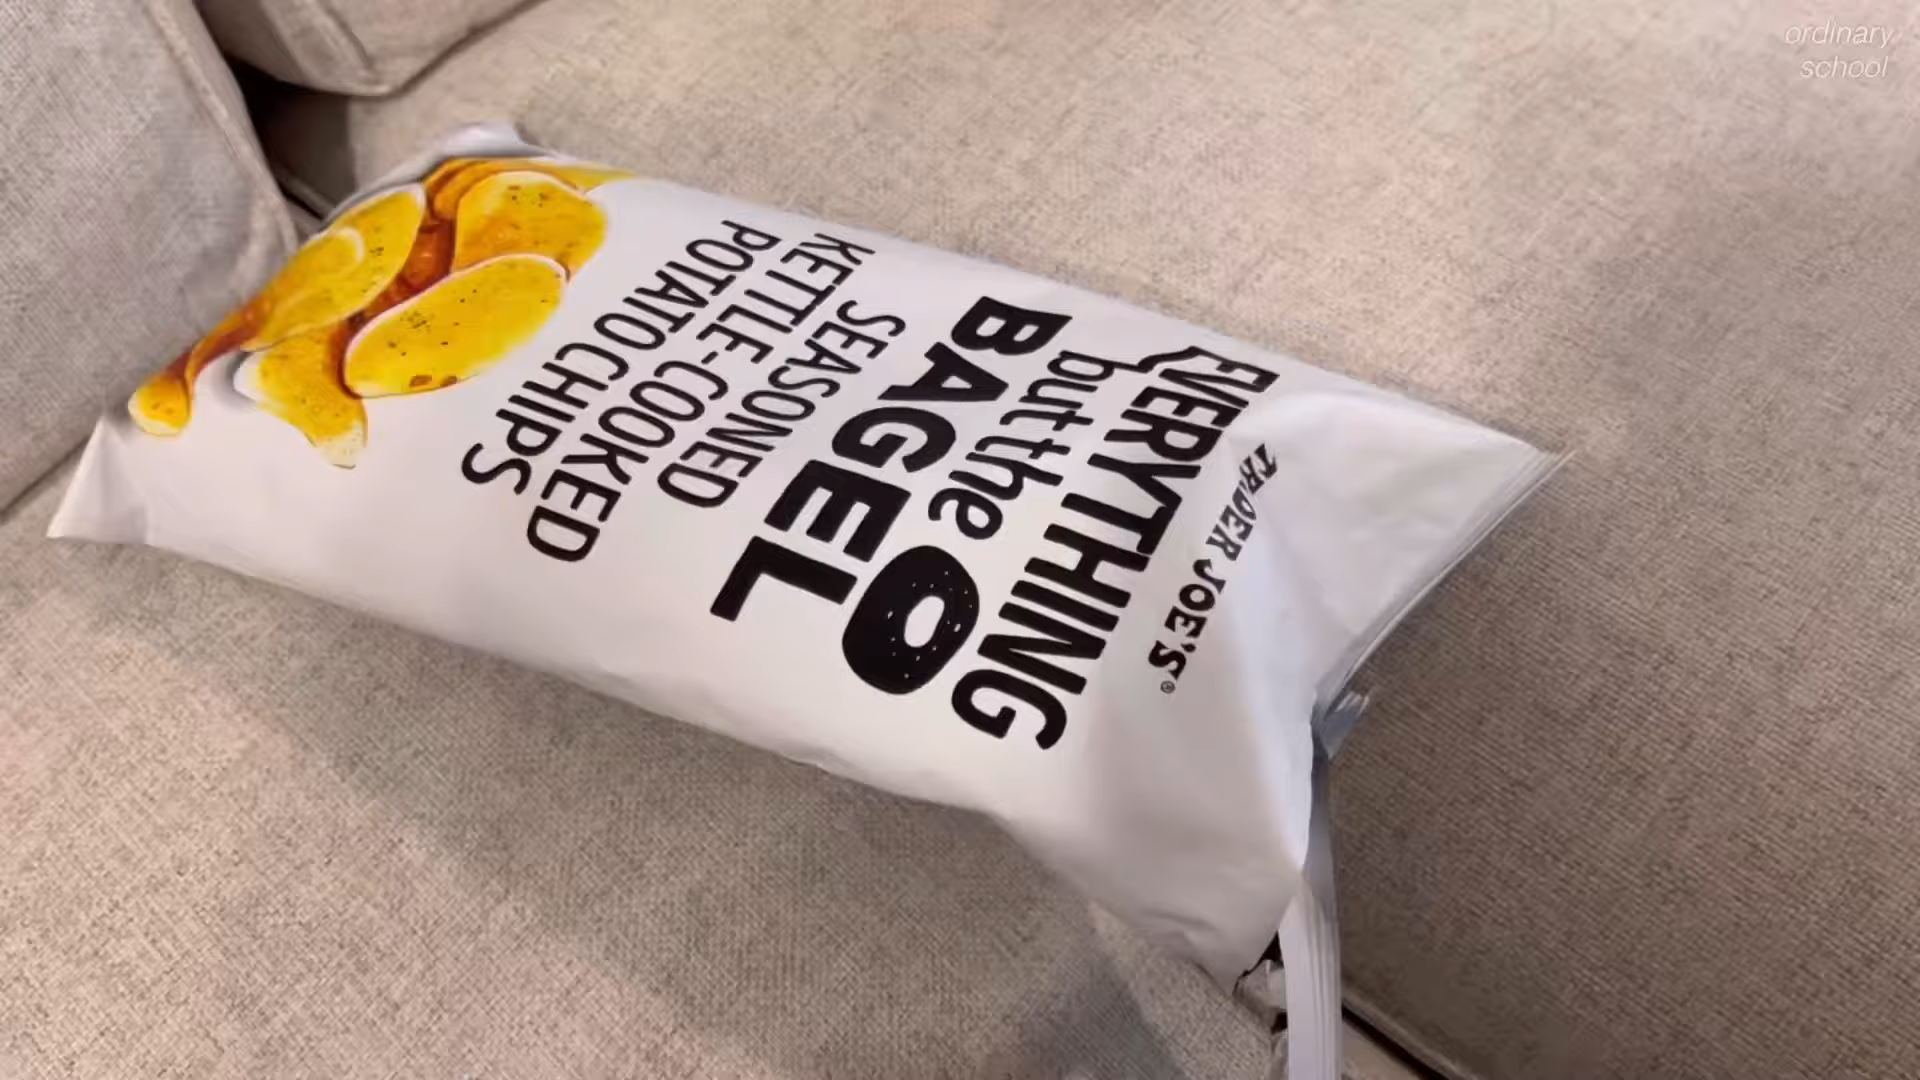 ordinary
school
TRADER JOE'S®
EVERYTHING
but the
BAGEL
SEASONED
KETTLE-COOKED
POTATO CHIPS